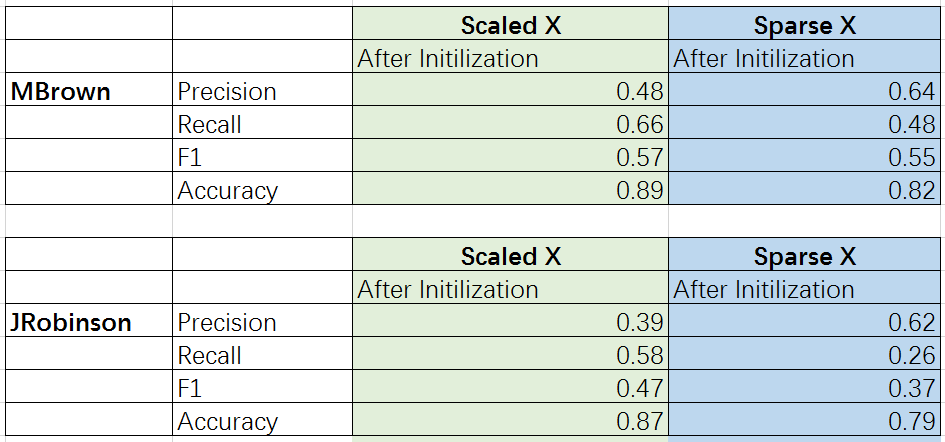 Scaled X Sparse X
After Initilization After Initilization
MBrown Precision 0.48 0.64
Recall 0.66 0.48
F1 0.57 0.55
Accuracy 0.89 0.82
Scaled X Sparse X
After Initilization After Initilization
JRobinson Precision 0.39 0.62
Recall 0.58 0.26
F1 0.47 0.37
Accuracy 0.87 0.79